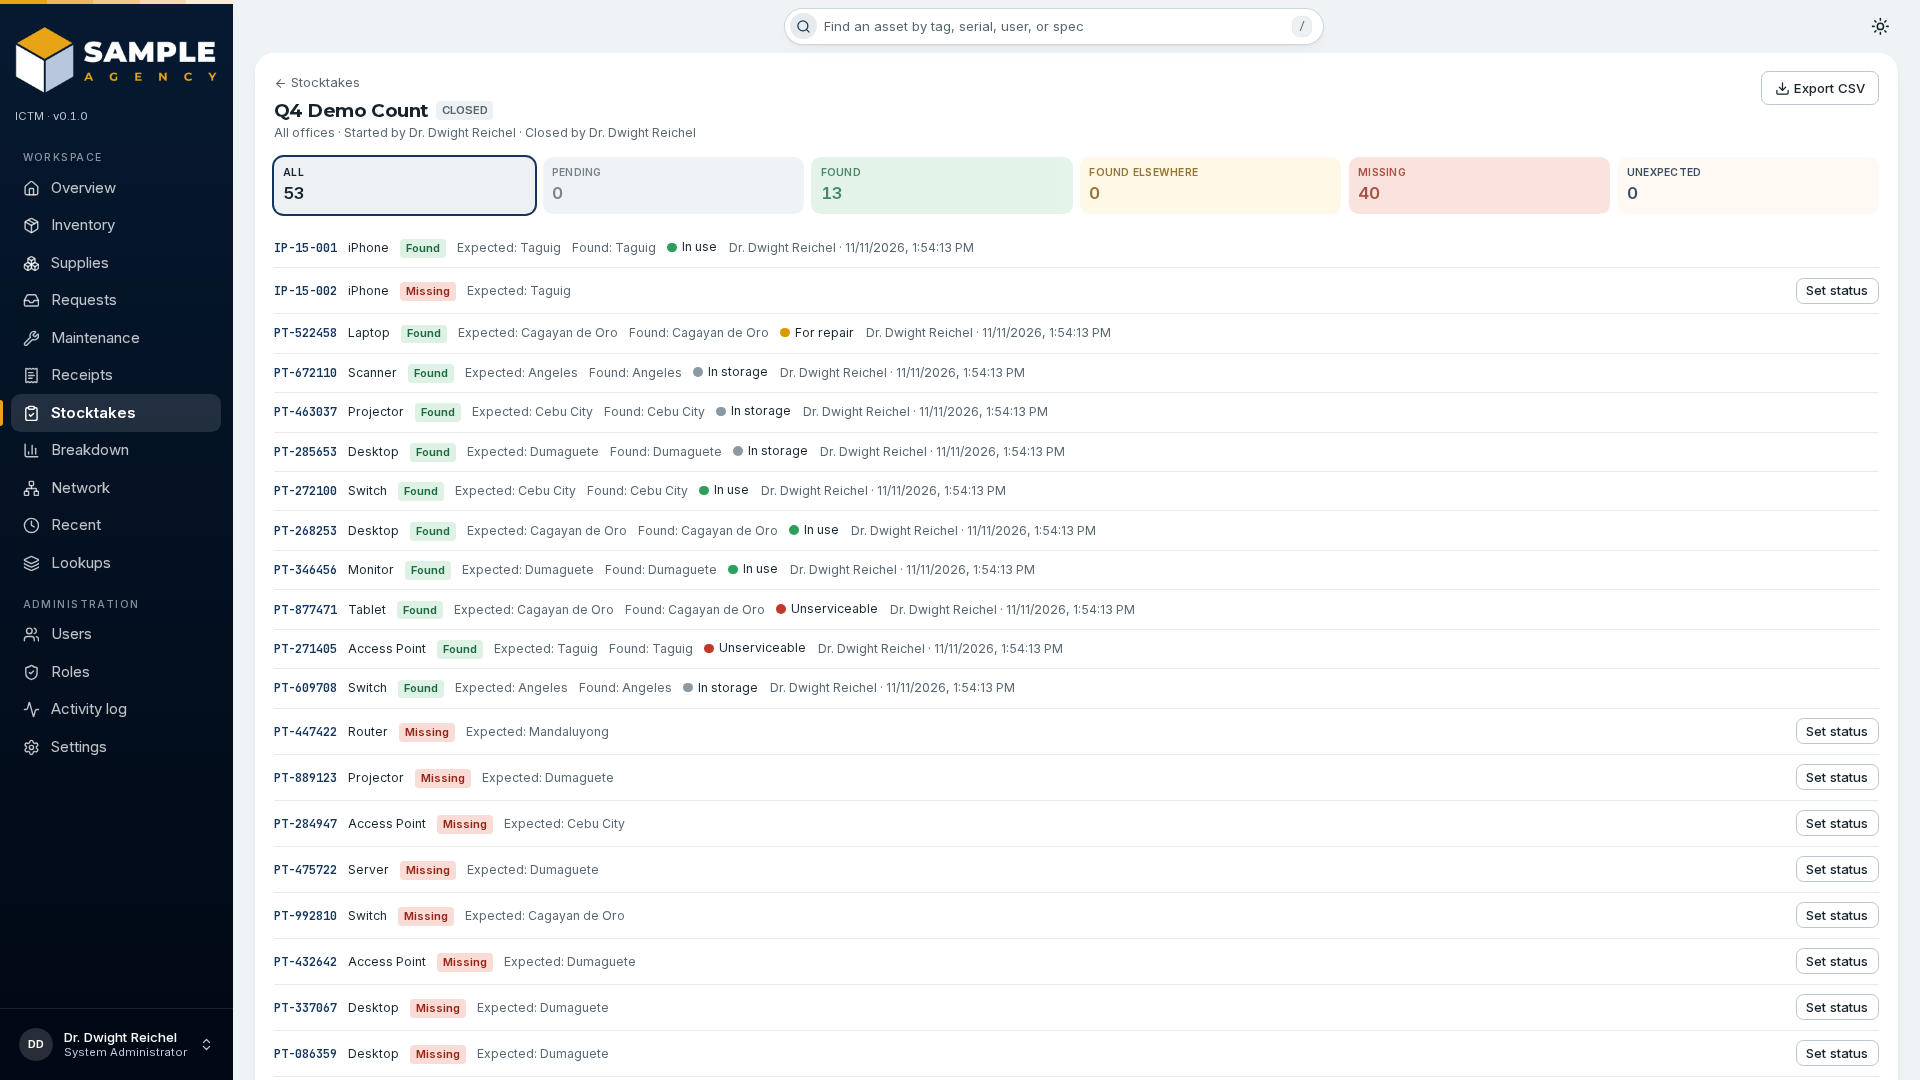 SAMPLE
AGENCY
ICTM · v0.1.0
WORKSPACE
Overview
Inventory
Supplies
Requests
Maintenance
Receipts
Stocktakes
Breakdown
Network
Recent
Lookups
ADMINISTRATION
Users
Roles
Activity log
Settings
DD
Dr. Dwight Reichel
System Administrator
Find an asset by tag, serial, user, or spec /
← Stocktakes
Export CSV
Q4 Demo Count CLOSED
All offices · Started by Dr. Dwight Reichel · Closed by Dr. Dwight Reichel
ALL 53
PENDING 0
FOUND 13
FOUND ELSEWHERE 0
MISSING 40
UNEXPECTED 0
IP-15-001 iPhone Found Expected: Taguig Found: Taguig In use Dr. Dwight Reichel · 11/11/2026, 1:54:13 PM
IP-15-002 iPhone Missing Expected: Taguig Set status
PT-522458 Laptop Found Expected: Cagayan de Oro Found: Cagayan de Oro For repair Dr. Dwight Reichel · 11/11/2026, 1:54:13 PM
PT-672110 Scanner Found Expected: Angeles Found: Angeles In storage Dr. Dwight Reichel · 11/11/2026, 1:54:13 PM
PT-463037 Projector Found Expected: Cebu City Found: Cebu City In storage Dr. Dwight Reichel · 11/11/2026, 1:54:13 PM
PT-285653 Desktop Found Expected: Dumaguete Found: Dumaguete In storage Dr. Dwight Reichel · 11/11/2026, 1:54:13 PM
PT-272100 Switch Found Expected: Cebu City Found: Cebu City In use Dr. Dwight Reichel · 11/11/2026, 1:54:13 PM
PT-268253 Desktop Found Expected: Cagayan de Oro Found: Cagayan de Oro In use Dr. Dwight Reichel · 11/11/2026, 1:54:13 PM
PT-346456 Monitor Found Expected: Dumaguete Found: Dumaguete In use Dr. Dwight Reichel · 11/11/2026, 1:54:13 PM
PT-877471 Tablet Found Expected: Cagayan de Oro Found: Cagayan de Oro Unserviceable Dr. Dwight Reichel · 11/11/2026, 1:54:13 PM
PT-271405 Access Point Found Expected: Taguig Found: Taguig Unserviceable Dr. Dwight Reichel · 11/11/2026, 1:54:13 PM
PT-609708 Switch Found Expected: Angeles Found: Angeles In storage Dr. Dwight Reichel · 11/11/2026, 1:54:13 PM
PT-447422 Router Missing Expected: Mandaluyong Set status
PT-889123 Projector Missing Expected: Dumaguete Set status
PT-284947 Access Point Missing Expected: Cebu City Set status
PT-475722 Server Missing Expected: Dumaguete Set status
PT-992810 Switch Missing Expected: Cagayan de Oro Set status
PT-432642 Access Point Missing Expected: Dumaguete Set status
PT-337067 Desktop Missing Expected: Dumaguete Set status
PT-086359 Desktop Missing Expected: Dumaguete Set status